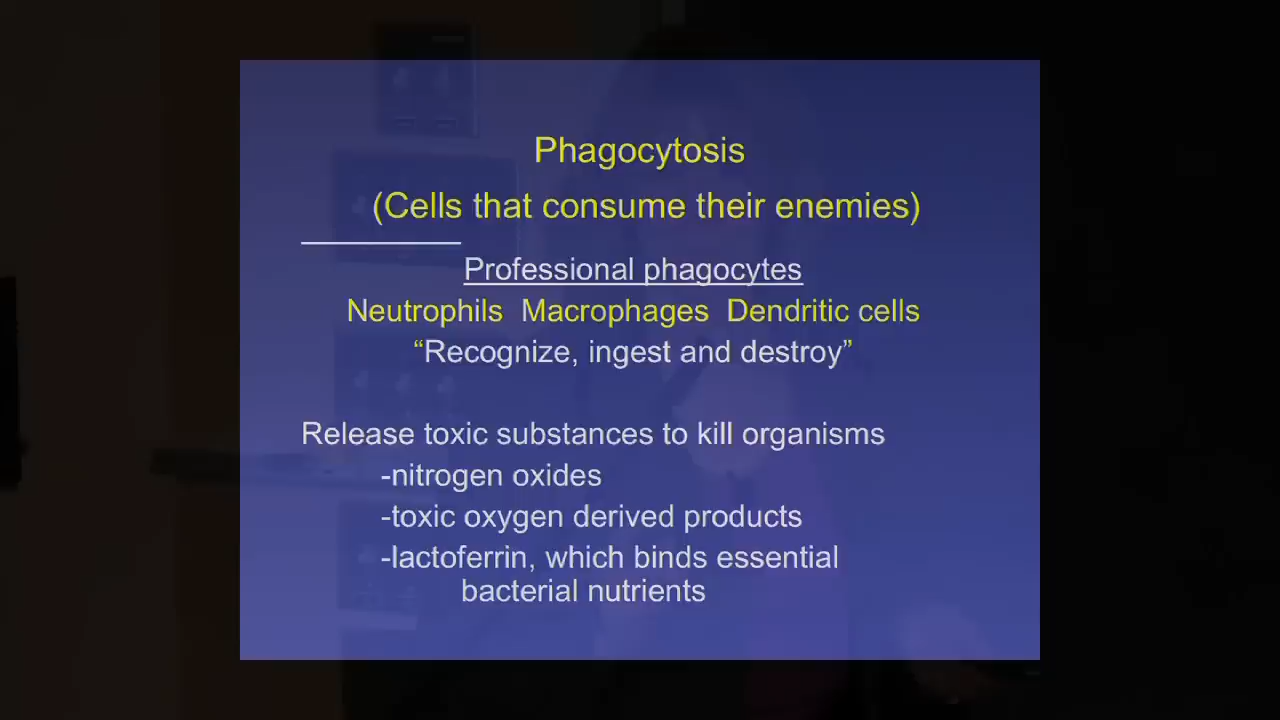 Phagocytosis
(Cells that consume their enemies)
Professional phagocytes
Neutrophils Macrophages Dendritic cells
“Recognize, ingest and destroy”
Release toxic substances to kill organisms
-nitrogen oxides
-toxic oxygen derived products
-lactoferrin, which binds essential
bacterial nutrients